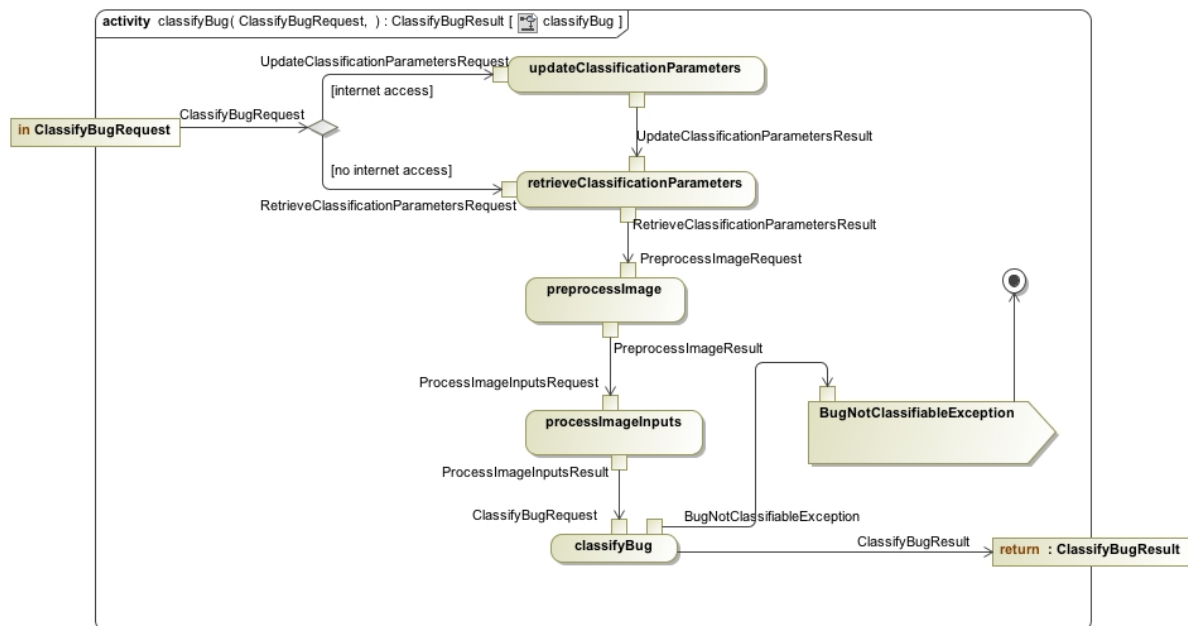 activity classifyBug( ClassifyBugRequest, ) : ClassifyBugResult [ classifyBug ]
UpdateClassificationParametersRequest
updateClassificationParameters
[internet access]
ClassifyBugRequest
in ClassifyBugRequest
UpdateClassificationParametersResult
[no internet access]
retrieveClassificationParameters
RetrieveClassificationParametersRequest
RetrieveClassificationParametersResult
PreprocessImageRequest
preprocessImage
PreprocessImageResult
ProcessImageInputsRequest
BugNotClassifiableException
processImageInputs
ProcessImageInputsResult
ClassifyBugRequest
BugNotClassifiableException
classifyBug
ClassifyBugResult
return : ClassifyBugResult